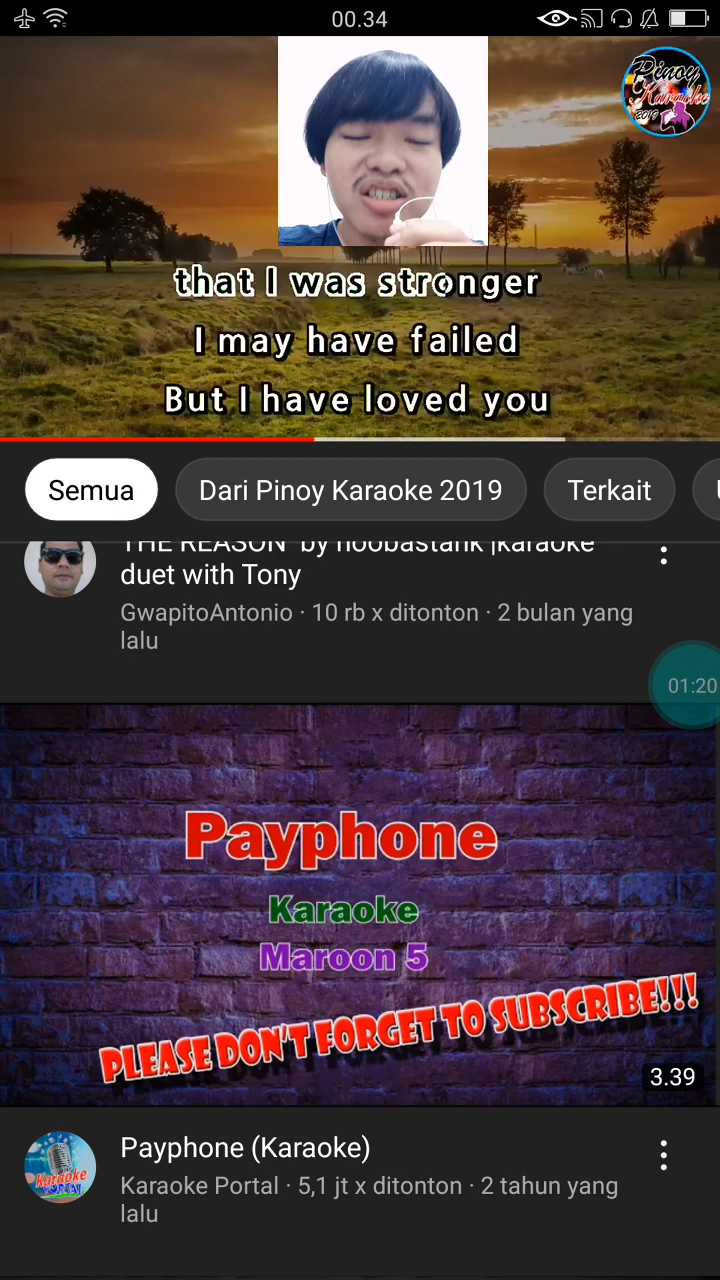 00.34
Pinoy
Karaoke
2019
that I was stronger
I may have failed
But I have loved you
Semua
Dari Pinoy Karaoke 2019
Terkait
THE REASON by hoobastank |karaoke
duet with Tony
GwapitoAntonio · 10 rb x ditonton · 2 bulan yang
lalu
01:20
Payphone
Karaoke
Maroon 5
PLEASE DON'T FORGET TO SUBSCRIBE!!!
3.39
Karaoke
PORTAL
Payphone (Karaoke)
Karaoke Portal · 5,1 jt x ditonton · 2 tahun yang
lalu